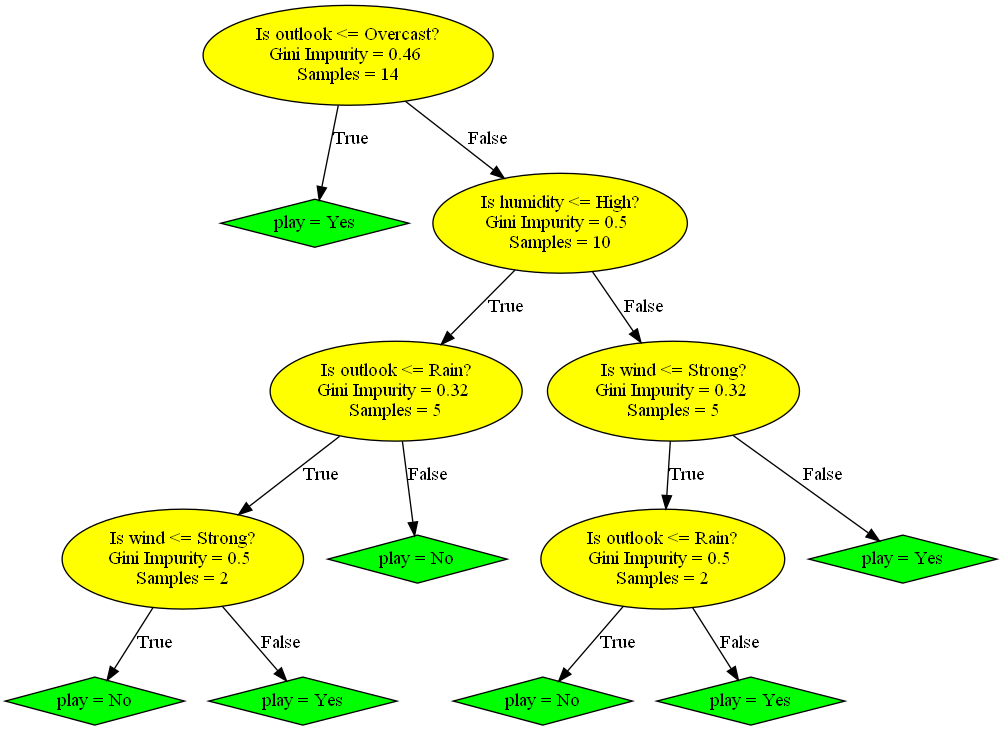 Is outlook <= Overcast?
Gini Impurity = 0.46
Samples = 14
True
False
play = Yes
Is humidity <= High?
Gini Impurity = 0.5
Samples = 10
True
False
Is outlook <= Rain?
Gini Impurity = 0.32
Samples = 5
Is wind <= Strong?
Gini Impurity = 0.32
Samples = 5
True
False
True
False
Is wind <= Strong?
Gini Impurity = 0.5
Samples = 2
play = No
Is outlook <= Rain?
Gini Impurity = 0.5
Samples = 2
play = Yes
True
False
True
False
play = No
play = Yes
play = No
play = Yes